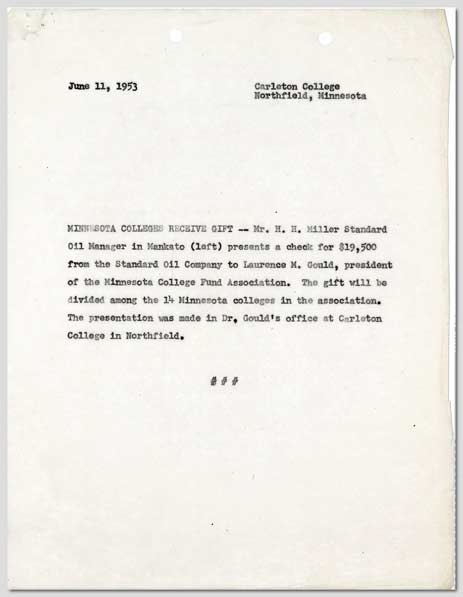 June 11, 1953
Carleton College
Northfield, Minnesota
MINNESOTA COLLEGES RECEIVE GIFT -- Mr. H. H. Miller Standard
Oil Manager in Mankato (left) presents a check for $19,500
from the Standard Oil Company to Laurence M. Gould, president
of the Minnesota College Fund Association. The gift will be
divided among the 14 Minnesota colleges in the association.
The presentation was made in Dr. Gould's office at Carleton
College in Northfield.
# # #